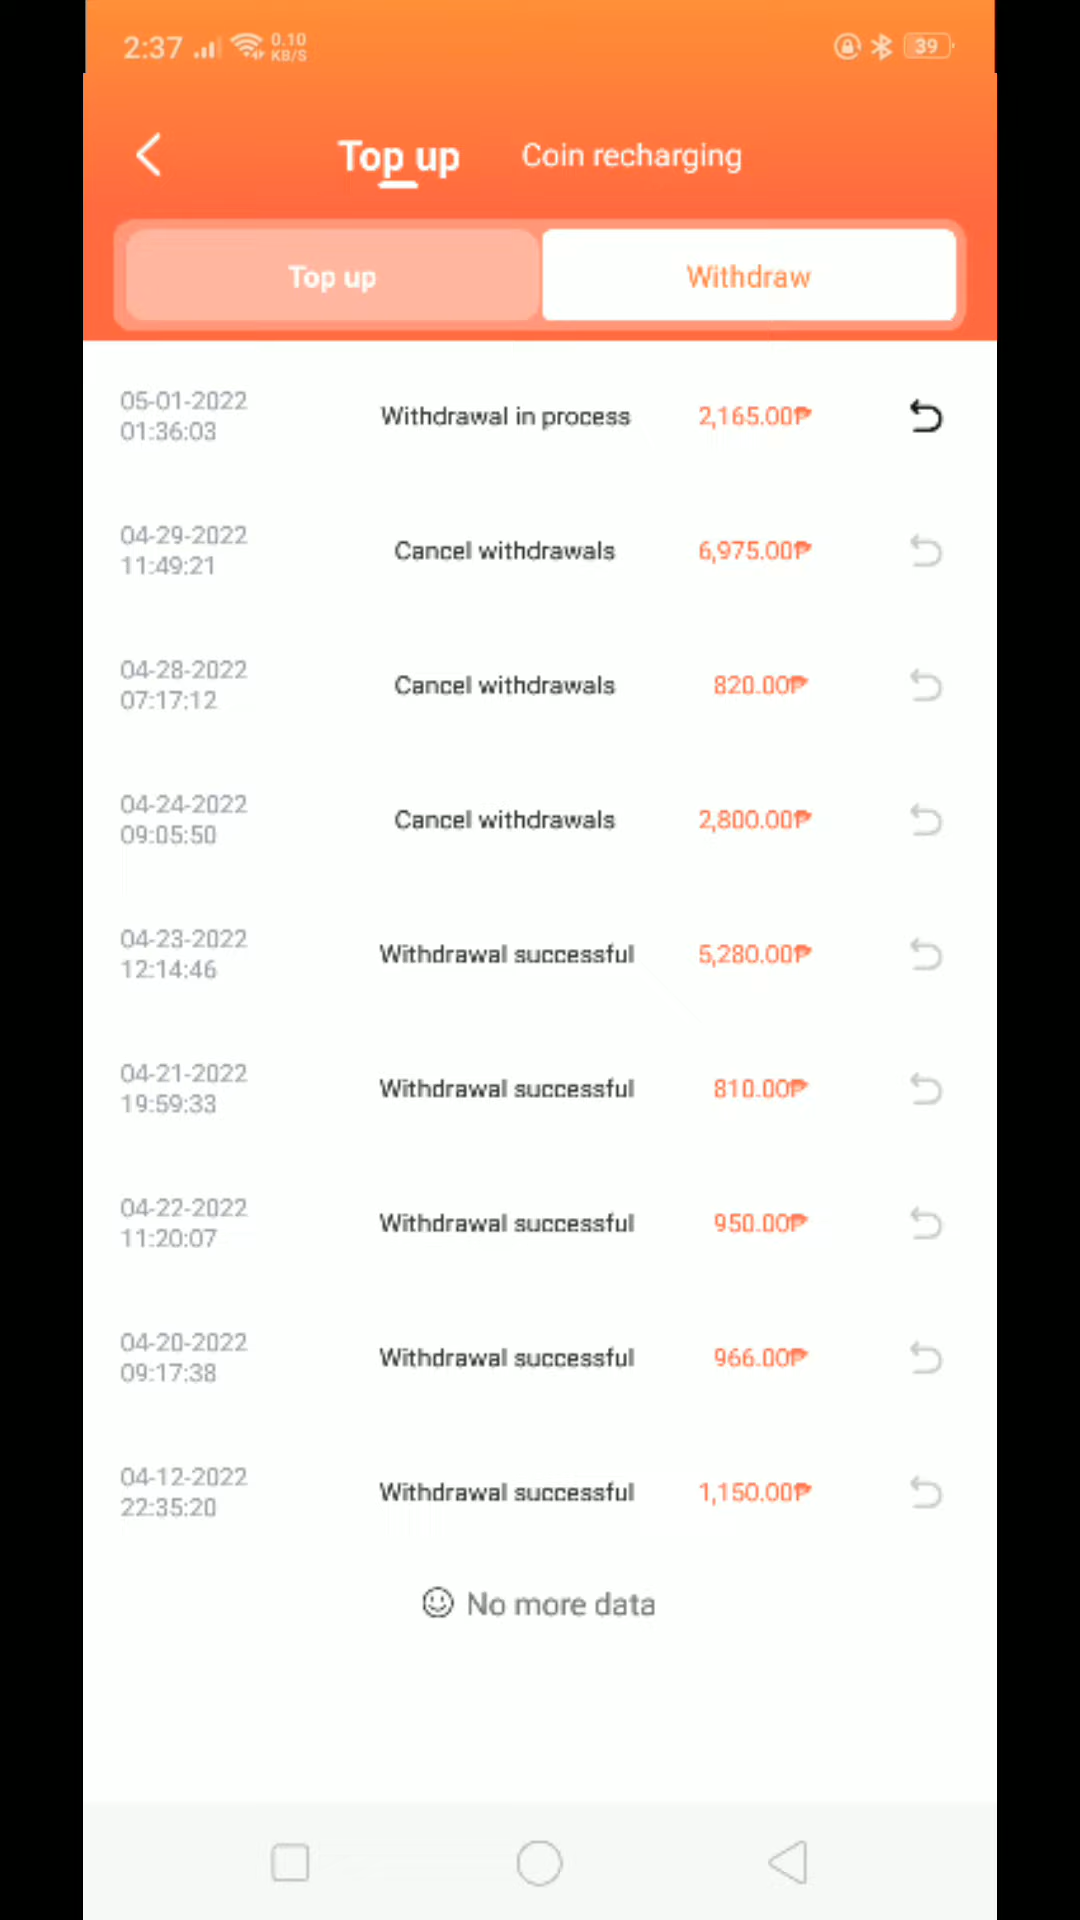 2:37 0.10 KB/S 39
Top up Coin recharging
Top up Withdraw
05-01-2022
01:36:03
Withdrawal in process 2,165.00₱
04-29-2022
11:49:21
Cancel withdrawals 6,975.00₱
04-28-2022
07:17:12
Cancel withdrawals 820.00₱
04-24-2022
09:05:50
Cancel withdrawals 2,800.00₱
04-23-2022
12:14:46
Withdrawal successful 5,280.00₱
04-21-2022
19:59:33
Withdrawal successful 810.00₱
04-22-2022
11:20:07
Withdrawal successful 950.00₱
04-20-2022
09:17:38
Withdrawal successful 966.00₱
04-12-2022
22:35:20
Withdrawal successful 1,150.00₱
No more data